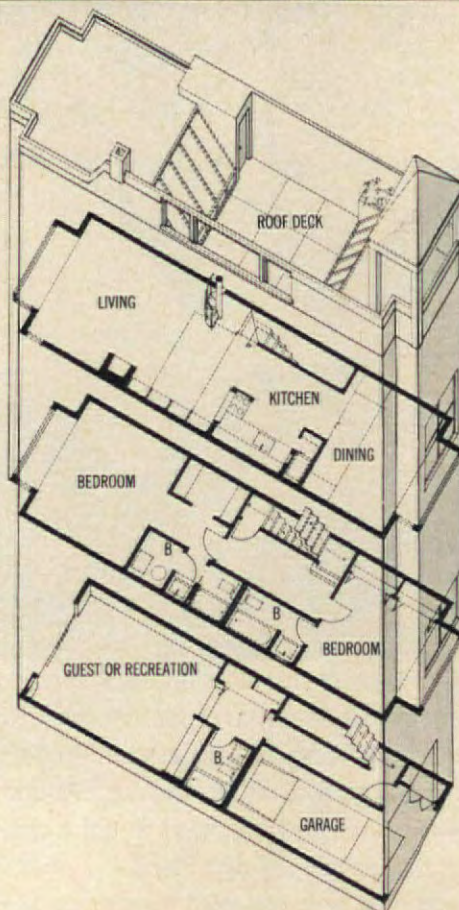 ROOF DECK
LIVING
KITCHEN
DINING
BEDROOM
B
B
BEDROOM
GUEST OR RECREATION
B
GARAGE